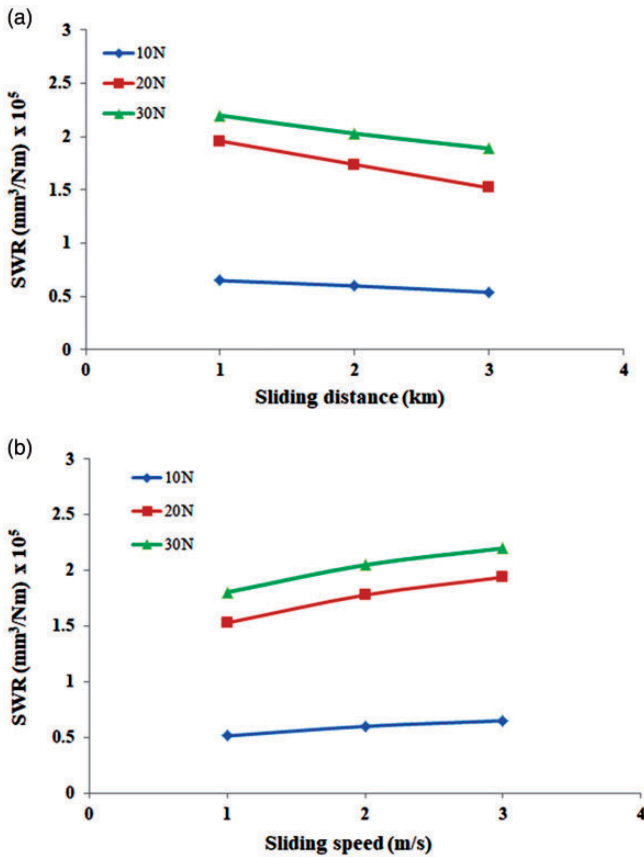 (a)
3
2.5
2
1.5
1
0.5
0
0
1
2
3
4
10N
20N
30N
SWR (mm³/Nm) x 10⁵
Sliding distance (km)
(b)
3
2.5
2
1.5
1
0.5
0
0
1
2
3
4
10N
20N
30N
SWR (mm³/Nm) x 10⁵
Sliding speed (m/s)